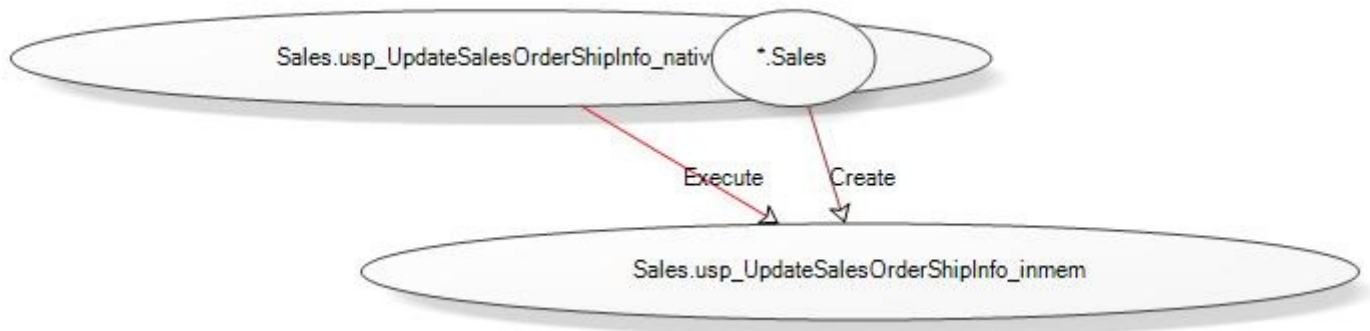 Sales.usp_UpdateSalesOrderShipInfo_nativ
*.Sales
Execute
Create
Sales.usp_UpdateSalesOrderShipInfo_inmem